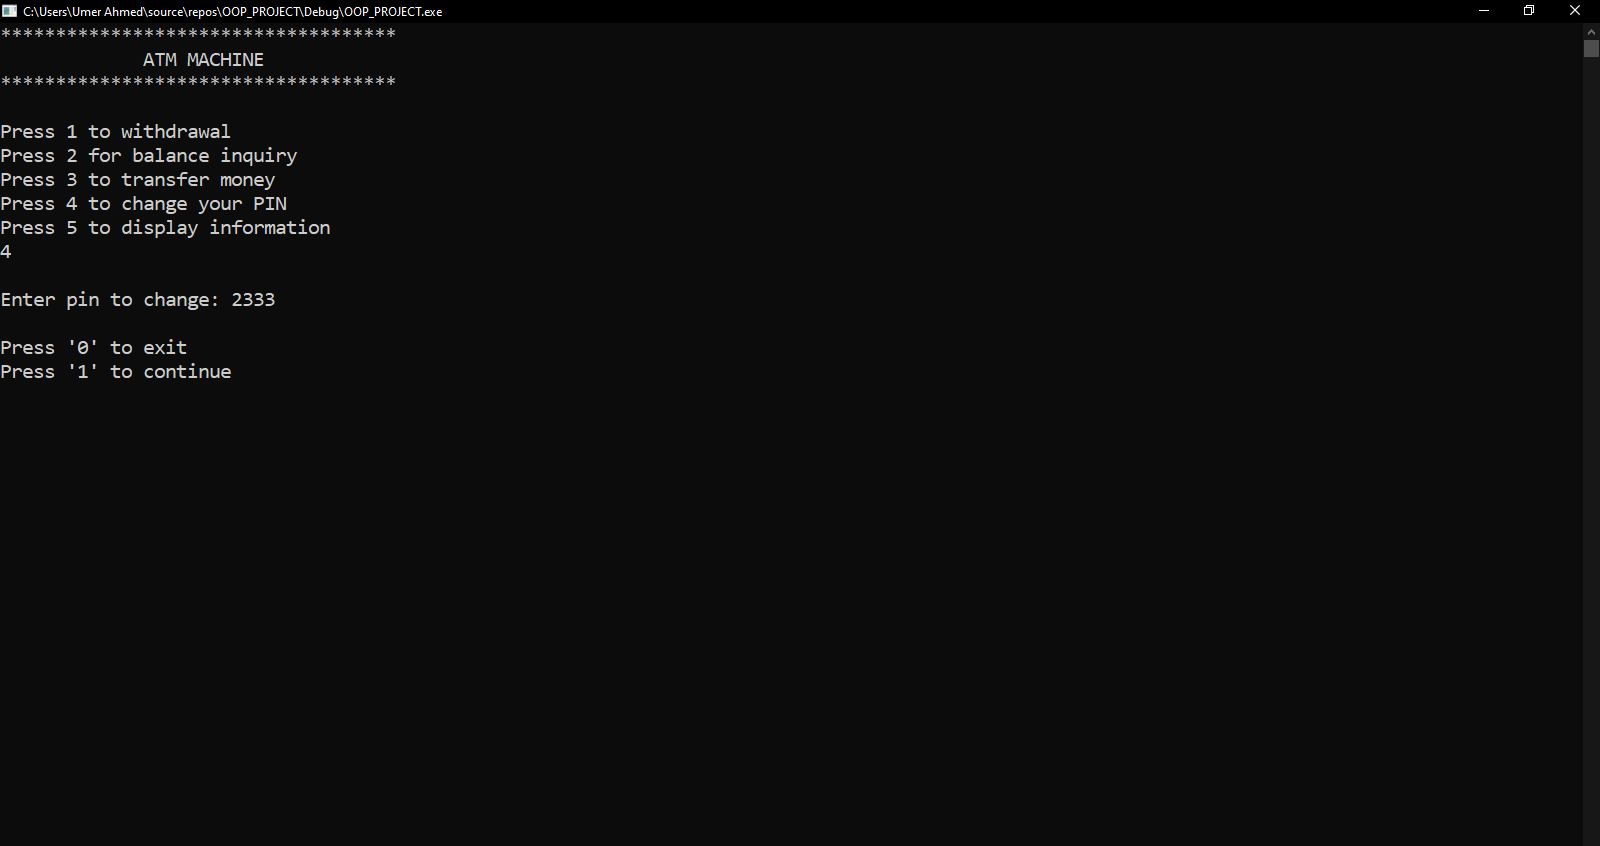 C:\Users\Umer Ahmed\source\repos\OOP_PROJECT\Debug\OOP_PROJECT.exe
************************************
ATM MACHINE
************************************
Press 1 to withdrawal
Press 2 for balance inquiry
Press 3 to transfer money
Press 4 to change your PIN
Press 5 to display information
4
Enter pin to change: 2333
Press '0' to exit
Press '1' to continue